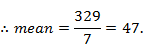 ∴ mean = 329/7 = 47.